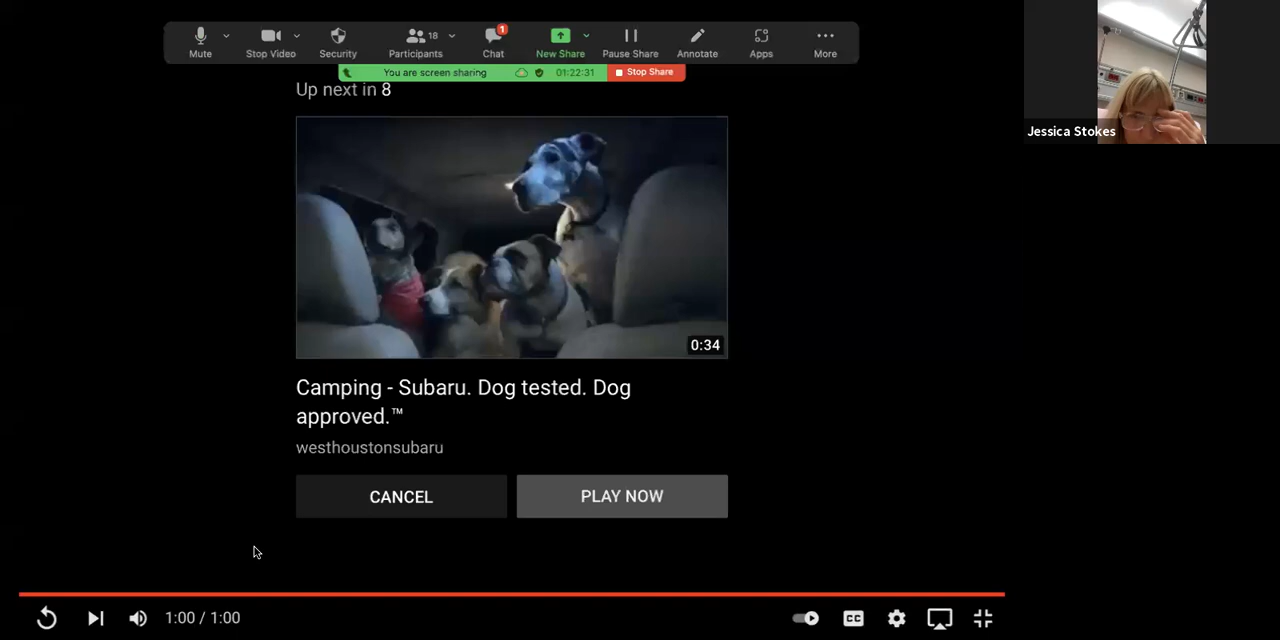 18
1
Mute
Stop Video
Security
Participants
Chat
New Share
Pause Share
Annotate
Apps
More
You are screen sharing
01:22:31
Stop Share
Jessica Stokes
Up next in 8
0:34
Camping - Subaru. Dog tested. Dog
approved.™
westhoustonsubaru
CANCEL
PLAY NOW
1:00 / 1:00
CC